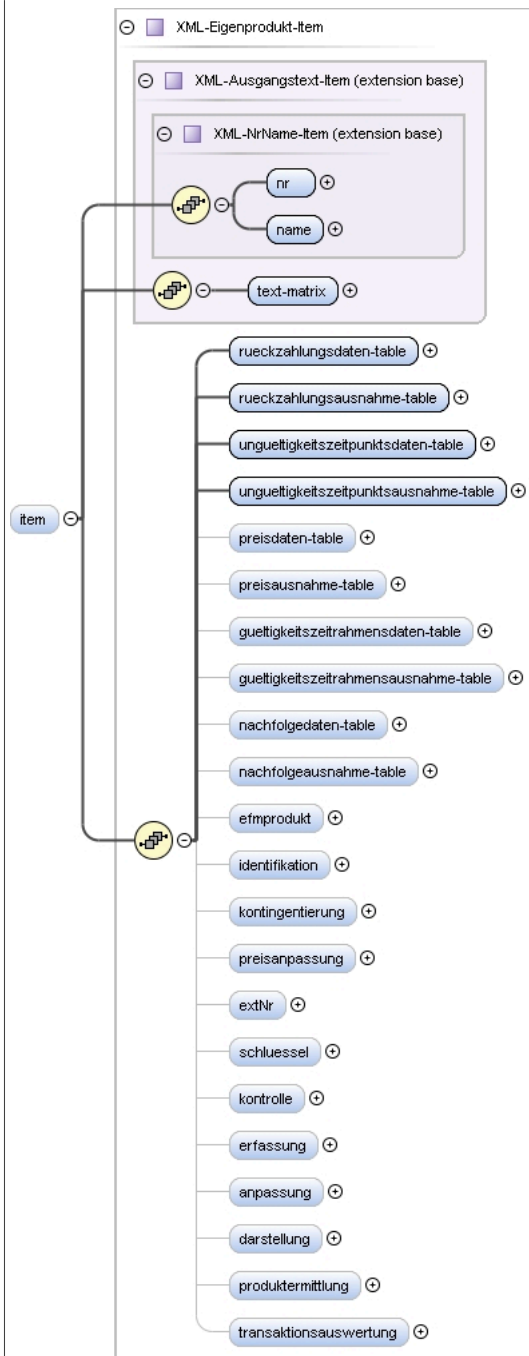 XML-Eigenprodukt-Item
XML-Ausgangstext-Item (extension base)
XML-NrName-Item (extension base)
nr
name
text-matrix
rueckzahlungsdaten-table
rueckzahlungsausnahme-table
ungueltigkeitszeitpunktsdaten-table
ungueltigkeitszeitpunktsausnahme-table
item
preisdaten-table
preisausnahme-table
gueltigkeitszeitrahmensdaten-table
gueltigkeitszeitrahmensausnahme-table
nachfolgedaten-table
nachfolgeausnahme-table
efmprodukt
identifikation
kontingentierung
preisanpassung
extNr
schluessel
kontrolle
erfassung
anpassung
darstellung
produktermittlung
transaktionsauswertung